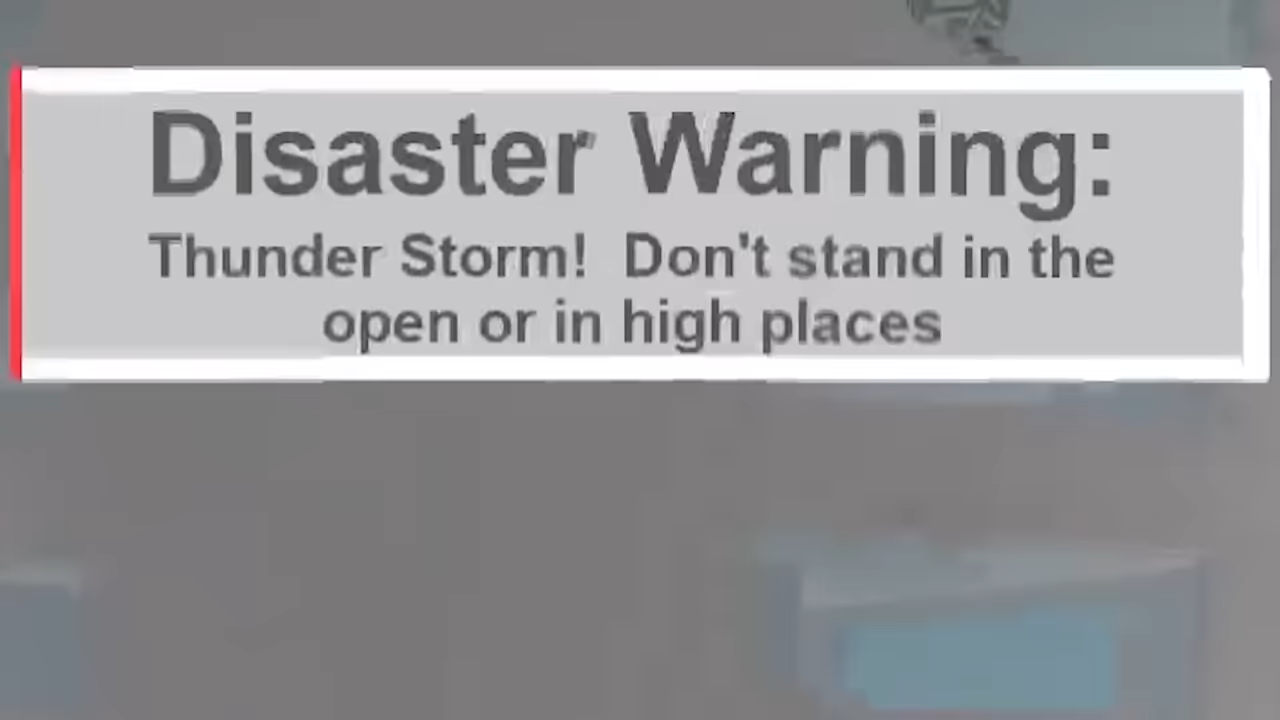 Disaster Warning:
Thunder Storm!  Don't stand in the
open or in high places